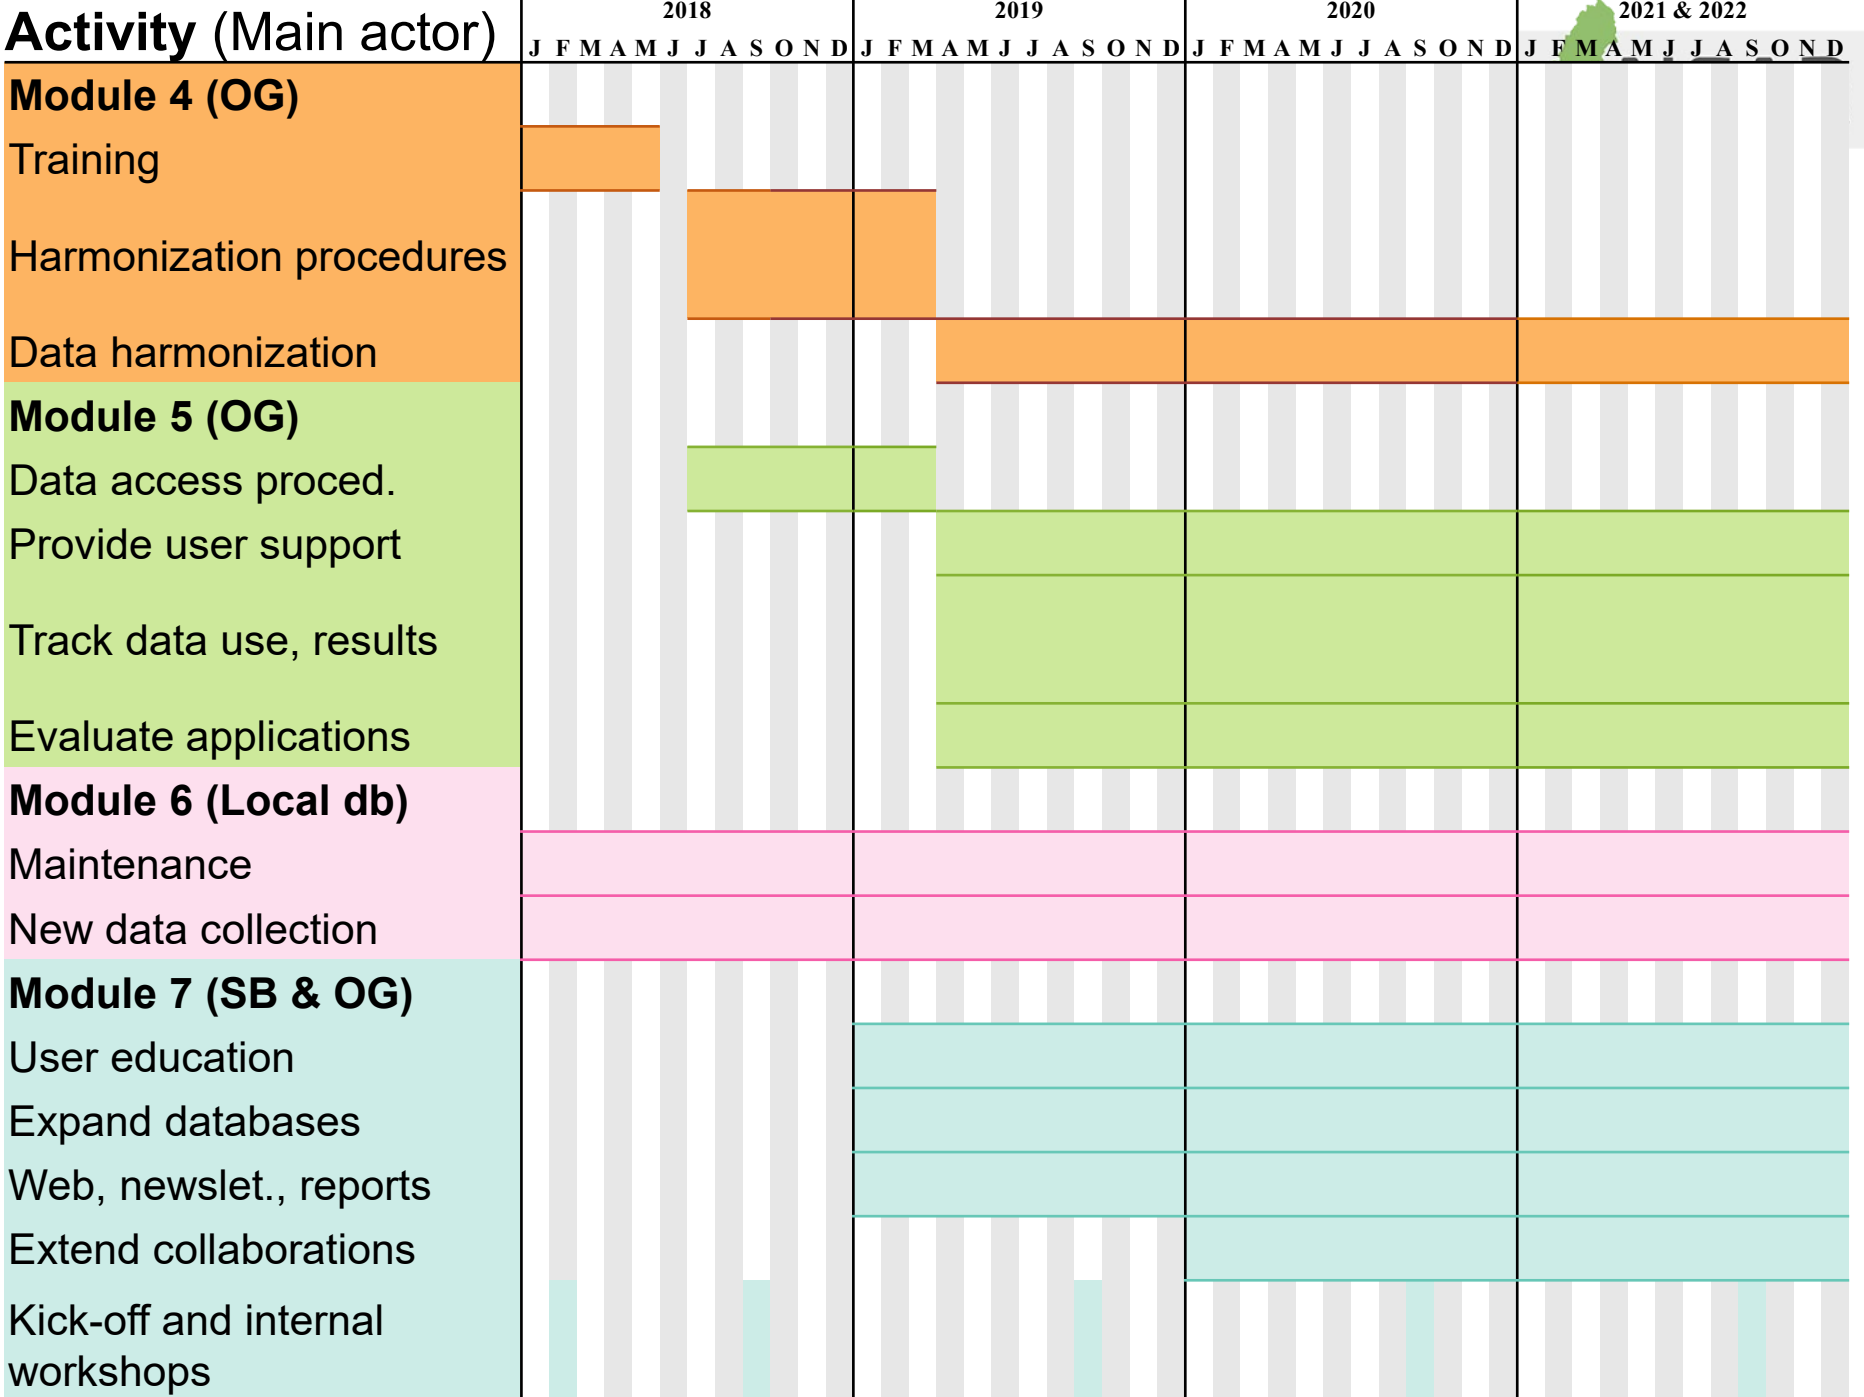 2018 2019 2020 2021 & 2022
Activity (Main actor)
J F M A M J J A S O N D J F M A M J J A S O N D J F M A M J J A S O N D J F M A M J J A S O N D
Module 4 (OG)
Training
Harmonization procedures
Data harmonization
Module 5 (OG)
Data access proced.
Provide user support
Track data use, results
Evaluate applications
Module 6 (Local db)
Maintenance
New data collection
Module 7 (SB & OG)
User education
Expand databases
Web, newslet., reports
Extend collaborations
Kick-off and internal
workshops